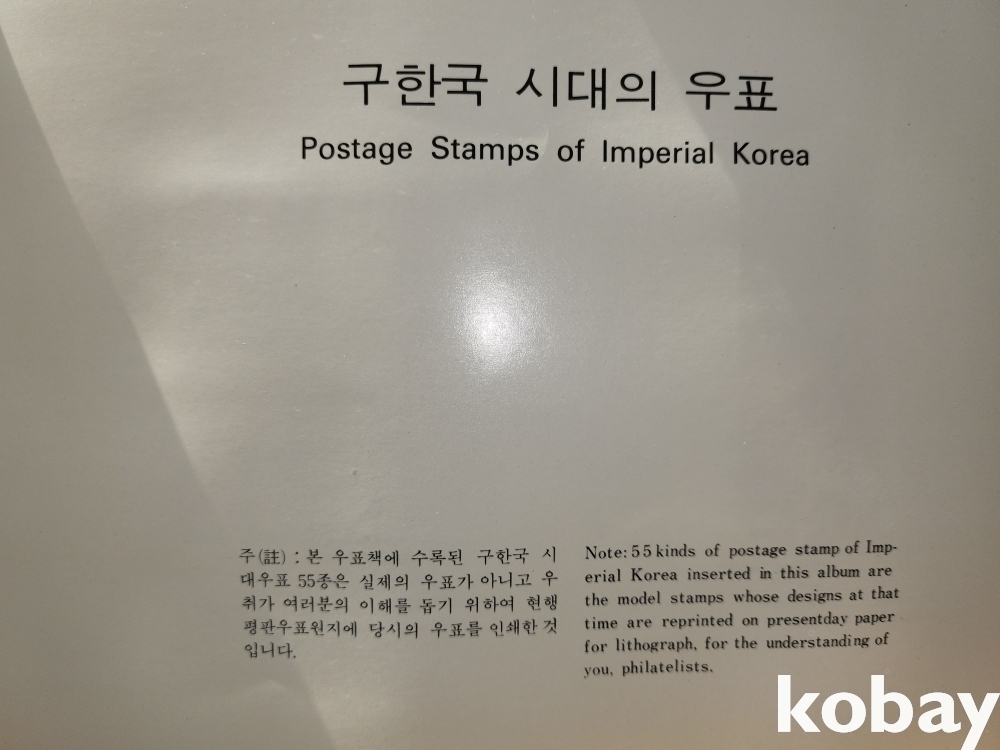 구한국 시대의 우표
Postage Stamps of Imperial Korea
주(註) : 본 우표책에 수록된 구한국 시
대우표 55종은 실제의 우표가 아니고 우
취가 여러분의 이해를 돕기 위하여 현행
평판우표원지에 당시의 우표를 인쇄한 것
입니다.
Note: 55 kinds of postage stamp of Imp-
erial Korea inserted in this album are
the model stamps whose designs at that
time are reprinted on presentday paper
for lithograph, for the understanding of
you, philatelists.
kobay